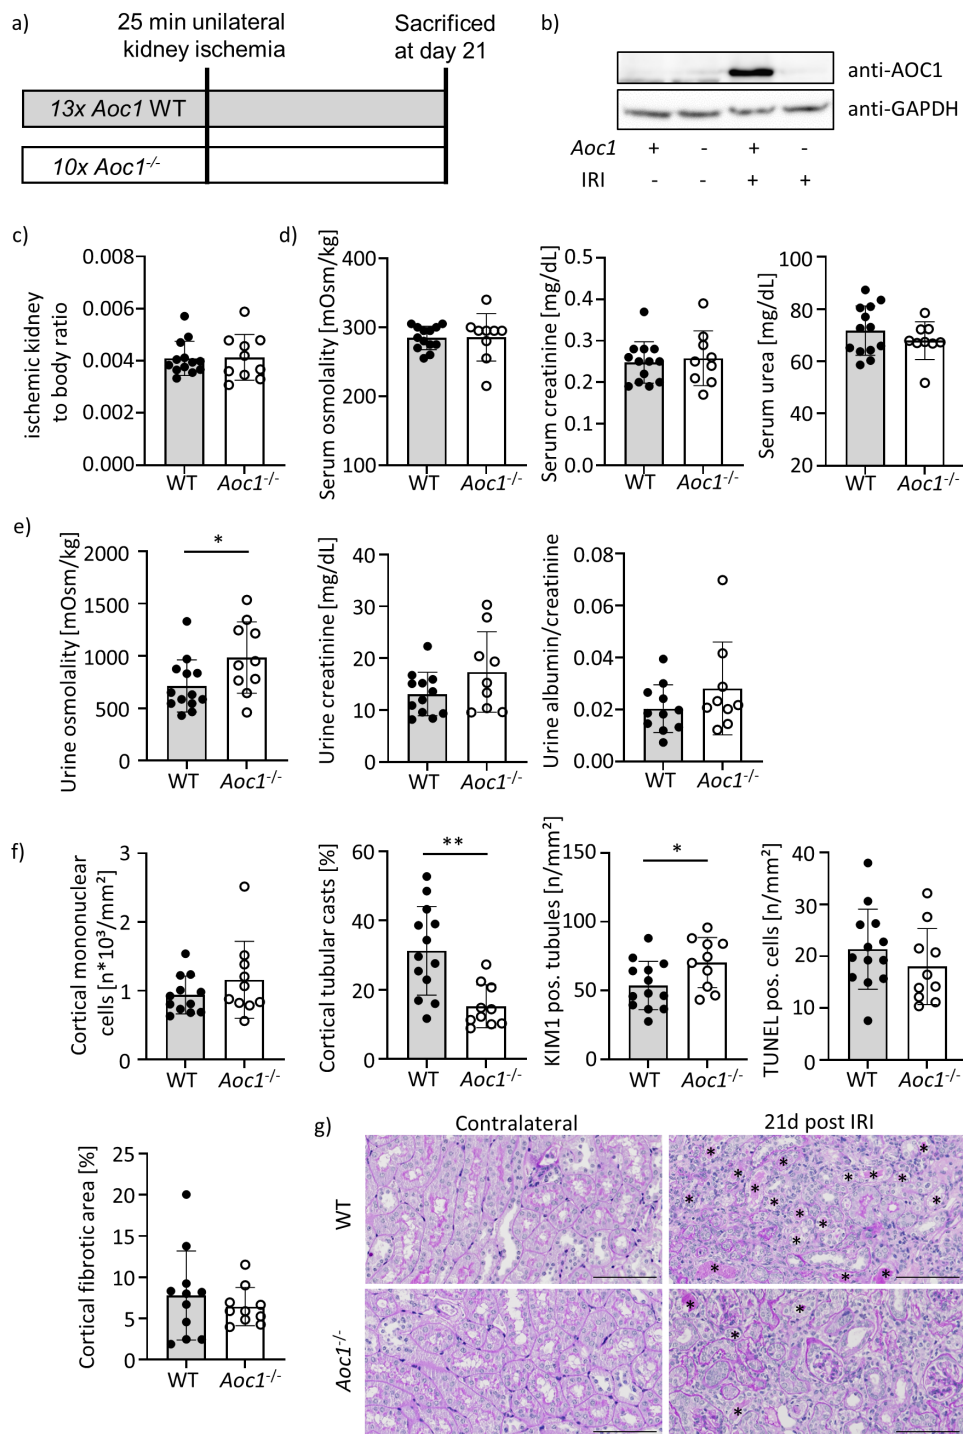 a)
25 min unilateral
kidney ischemia
Sacrificed
at day 21
13x Aoc1 WT
10x Aoc1-/-
b)
anti-AOC1
anti-GAPDH
Aoc1 + - + -
IRI - - + +
c)
ischemic kidney
to body ratio
0.008
0.006
0.004
0.002
0.000
WT Aoc1-/-
d)
Serum osmolality [mOsm/kg]
400
300
200
100
WT Aoc1-/-
Serum creatinine [mg/dL]
0.5
0.4
0.3
0.2
0.1
0.0
WT Aoc1-/-
Serum urea [mg/dL]
100
80
60
40
20
WT Aoc1-/-
e)
Urine osmolality [mOsm/kg]
2000
1500
1000
500
0
*
WT Aoc1-/-
Urine creatinine [mg/dL]
40
30
20
10
0
WT Aoc1-/-
Urine albumin/creatinine
0.08
0.06
0.04
0.02
0.00
WT Aoc1-/-
f)
Cortical mononuclear
cells [n*10³/mm²]
3
2
1
0
WT Aoc1-/-
Cortical tubular casts [%]
60
40
20
0
**
WT Aoc1-/-
KIM1 pos. tubules [n/mm²]
150
100
50
0
*
WT Aoc1-/-
TUNEL pos. cells [n/mm²]
40
30
20
10
0
WT Aoc1-/-
Cortical fibrotic area [%]
25
20
15
10
5
0
WT Aoc1-/-
g)
Contralateral
21d post IRI
WT
Aoc1-/-